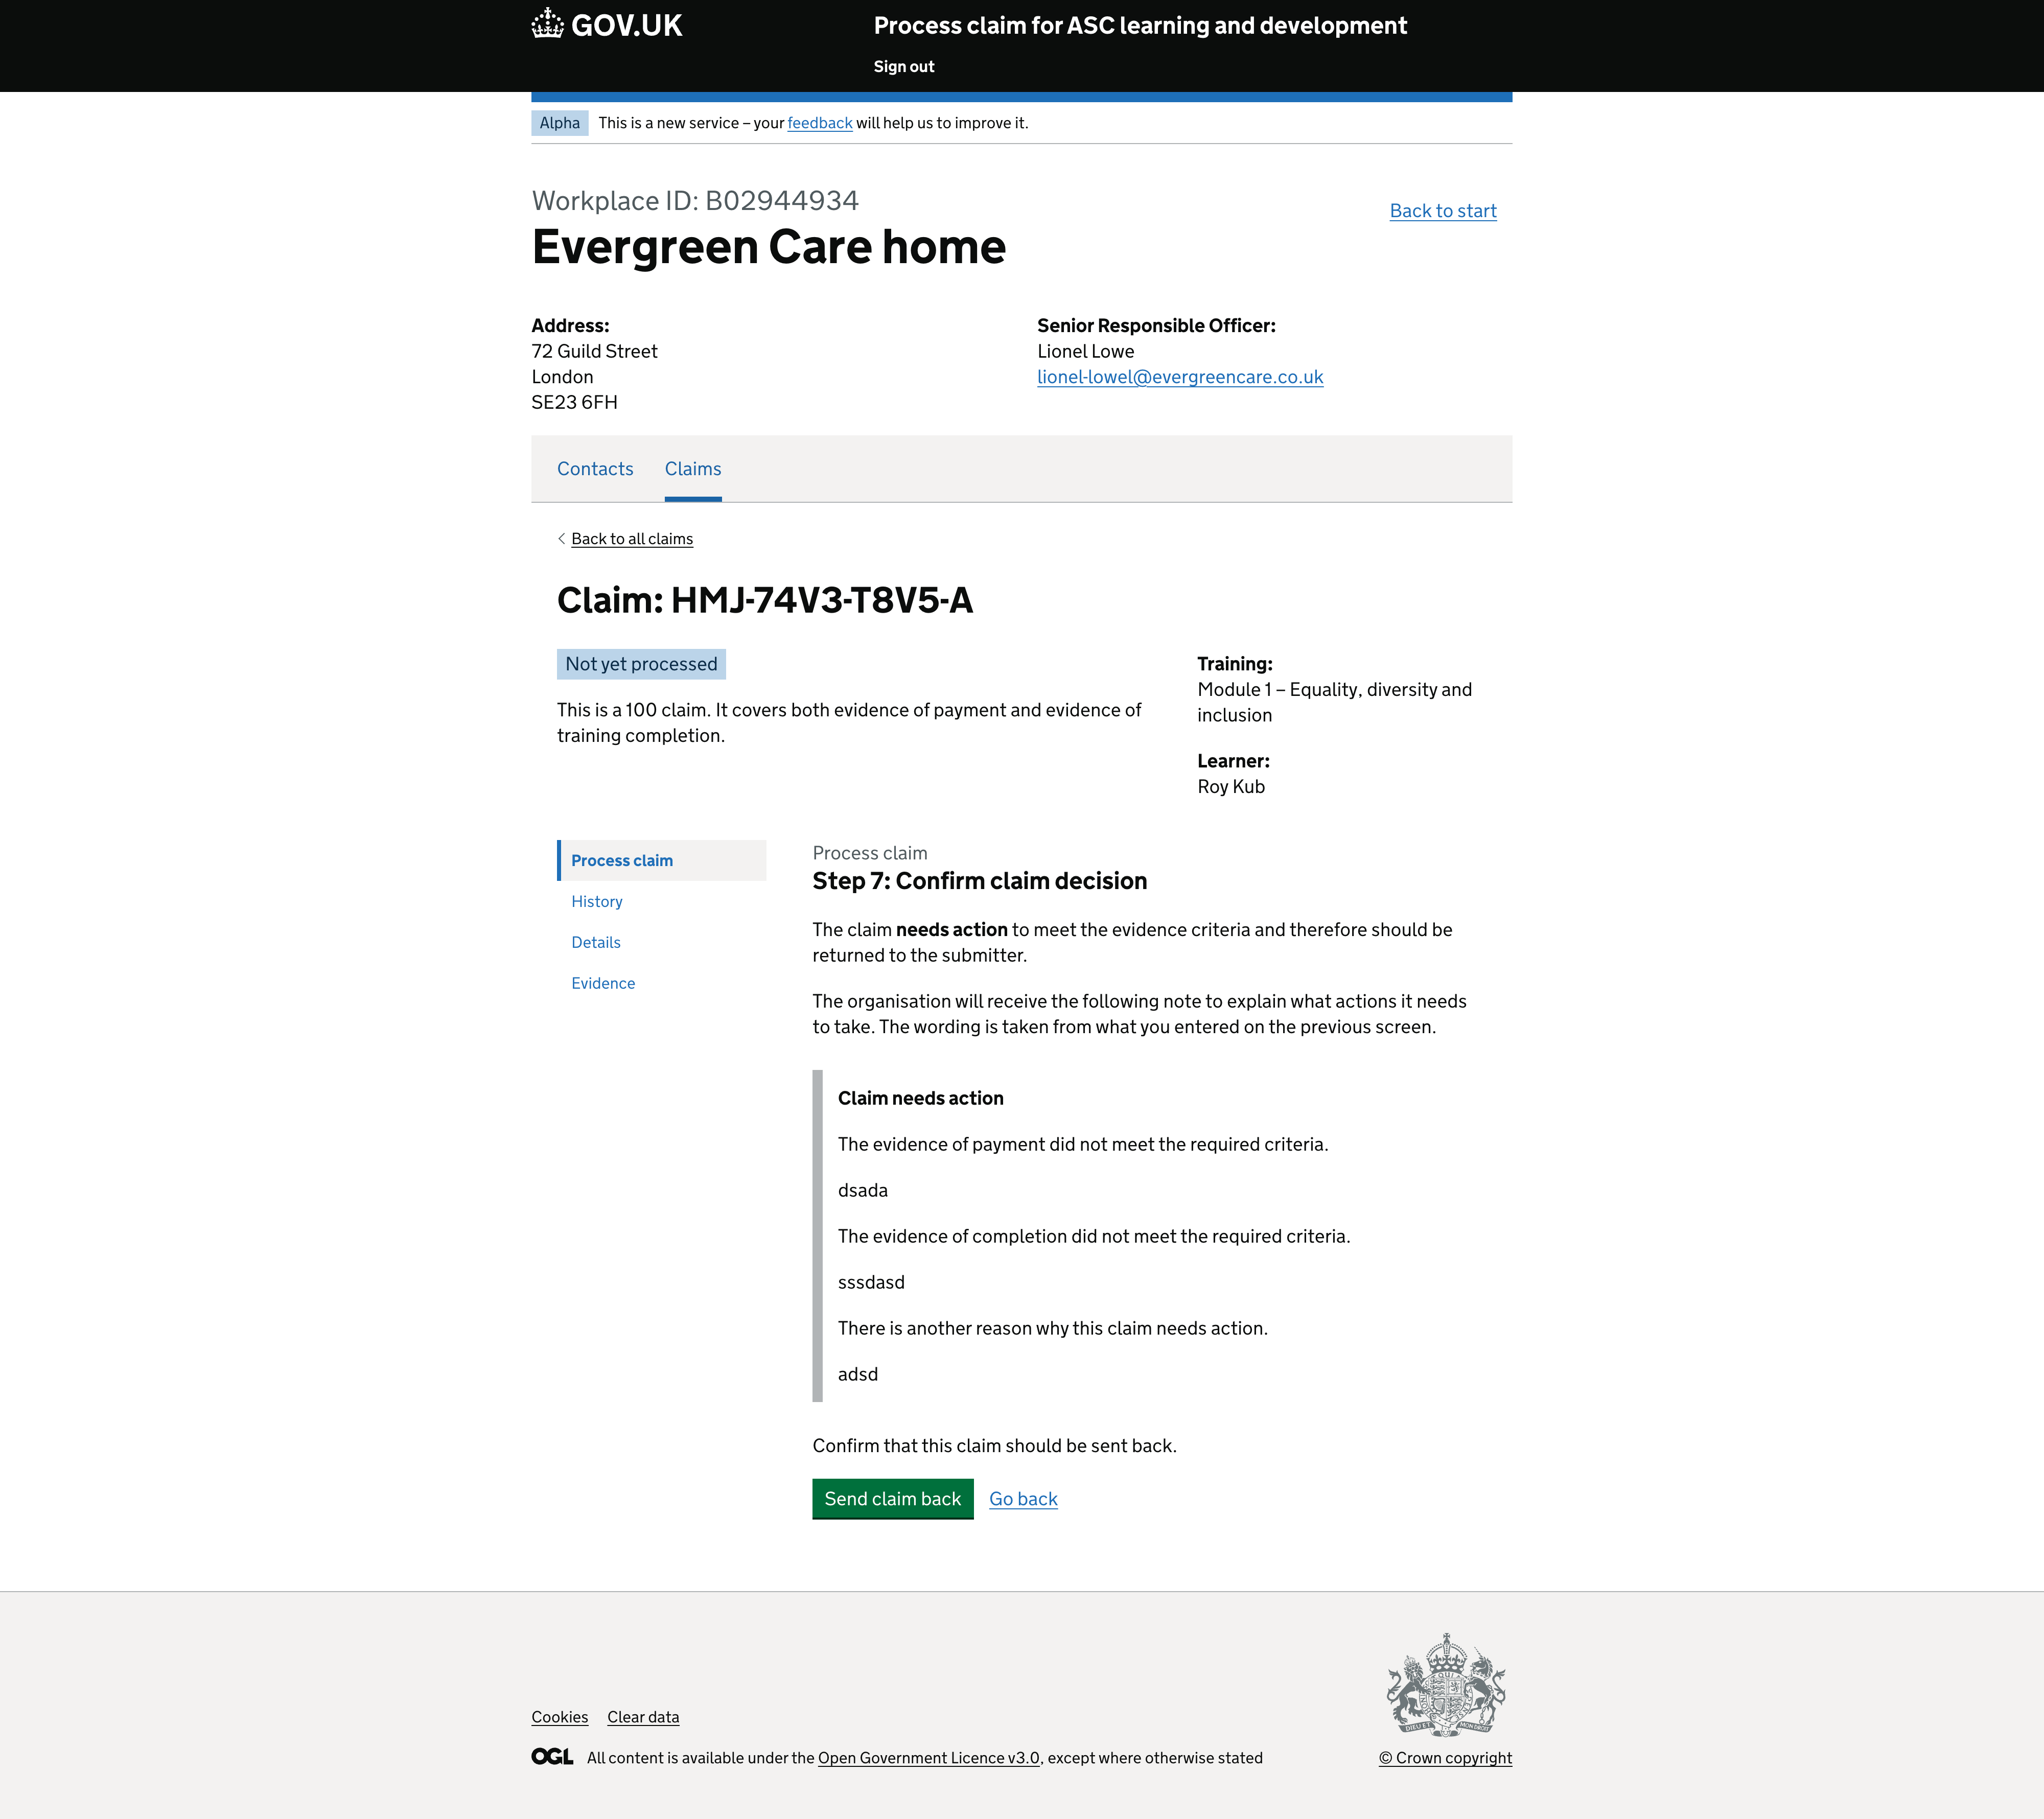 GOV.UK
Process claim for ASC learning and development
Sign out
Alpha
This is a new service – your feedback will help us to improve it.
Workplace ID: B02944934
Back to start
Evergreen Care home
Address:
72 Guild Street
London
SE23 6FH
Senior Responsible Officer:
Lionel Lowe
lionel-lowel@evergreencare.co.uk
Contacts
Claims
Back to all claims
Claim: HMJ-74V3-T8V5-A
Not yet processed
This is a 100 claim. It covers both evidence of payment and evidence of
training completion.
Training:
Module 1 – Equality, diversity and
inclusion
Learner:
Roy Kub
Process claim
History
Details
Evidence
Process claim
Step 7: Confirm claim decision
The claim needs action to meet the evidence criteria and therefore should be
returned to the submitter.
The organisation will receive the following note to explain what actions it needs
to take. The wording is taken from what you entered on the previous screen.
Claim needs action
The evidence of payment did not meet the required criteria.
dsada
The evidence of completion did not meet the required criteria.
sssdasd
There is another reason why this claim needs action.
adsd
Confirm that this claim should be sent back.
Send claim back
Go back
Cookies
Clear data
OGL
All content is available under the Open Government Licence v3.0, except where otherwise stated
© Crown copyright